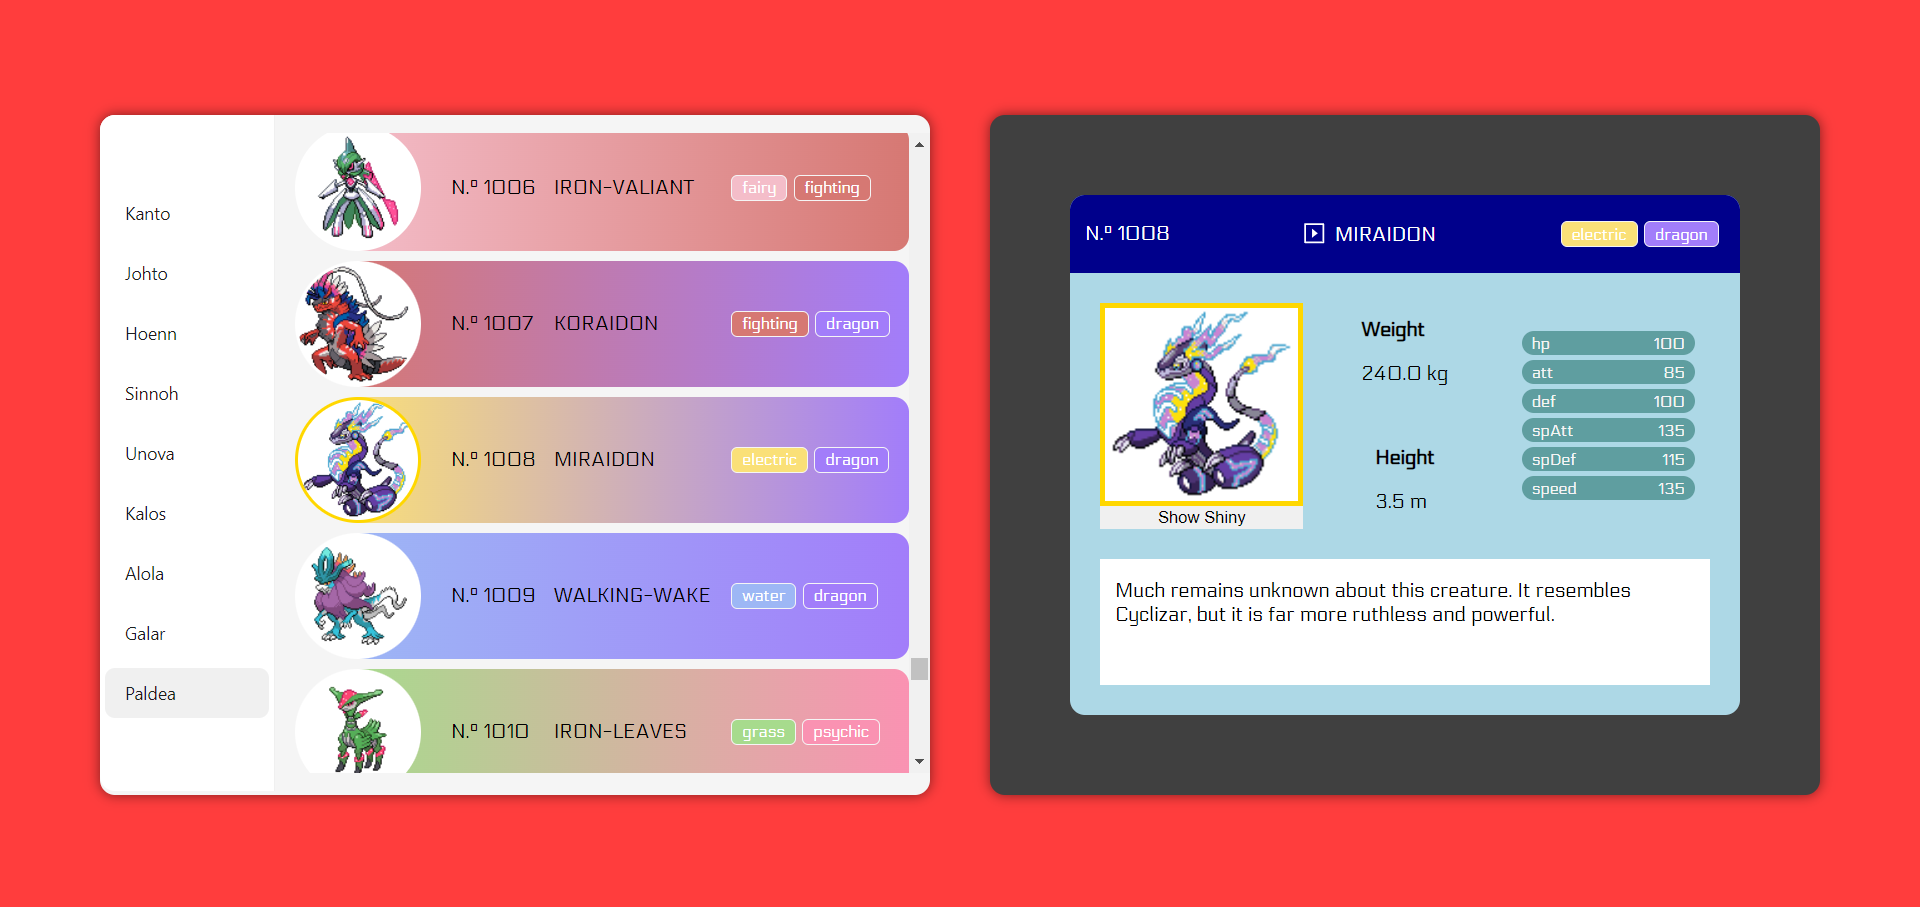 Kanto
Johto
Hoenn
Sinnoh
Unova
Kalos
Alola
Galar
Paldea
N.º 1006 IRON-VALIANT fairy fighting
N.º 1007 KORAIDON fighting dragon
N.º 1008 MIRAIDON electric dragon
N.º 1009 WALKING-WAKE water dragon
N.º 1010 IRON-LEAVES grass psychic
N.º 1008 MIRAIDON electric dragon
Show Shiny
Weight
240.0 kg
Height
3.5 m
hp 100
att 85
def 100
spAtt 135
spDef 115
speed 135
Much remains unknown about this creature. It resembles
Cyclizar, but it is far more ruthless and powerful.